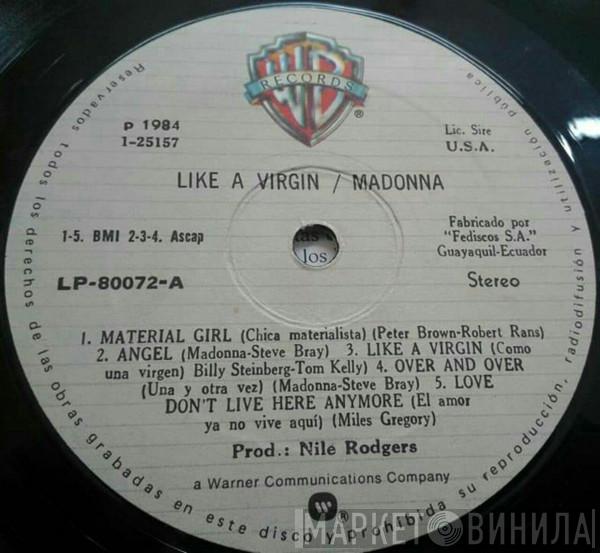 RECORDS
®
P 1984
1-25157
Lic. Sire
U.S.A.
LIKE A VIRGIN / MADONNA
1-5. BMI 2-3-4. Ascap
Fabricado por
"Fediscos S.A."
Guayaquil-Ecuador
LP-80072-A
Stereo
los
1. MATERIAL GIRL (Chica materialista) (Peter Brown-Robert Rans)
2. ANGEL (Madonna-Steve Bray) 3. LIKE A VIRGIN (Como
una virgen) Billy Steinberg-Tom Kelly) 4. OVER AND OVER
(Una y otra vez) (Madonna-Steve Bray) 5. LOVE
DON'T LIVE HERE ANYMORE (El amor
ya no vive aquí) (Miles Gregory)
Prod.: Nile Rodgers
a Warner Communications Company
®
Reservados todos los derechos de las obras grabadas en este disco y prohibida su reproducción, radiodifusión y utilización pública
МАРКЕТ ВИНИЛА